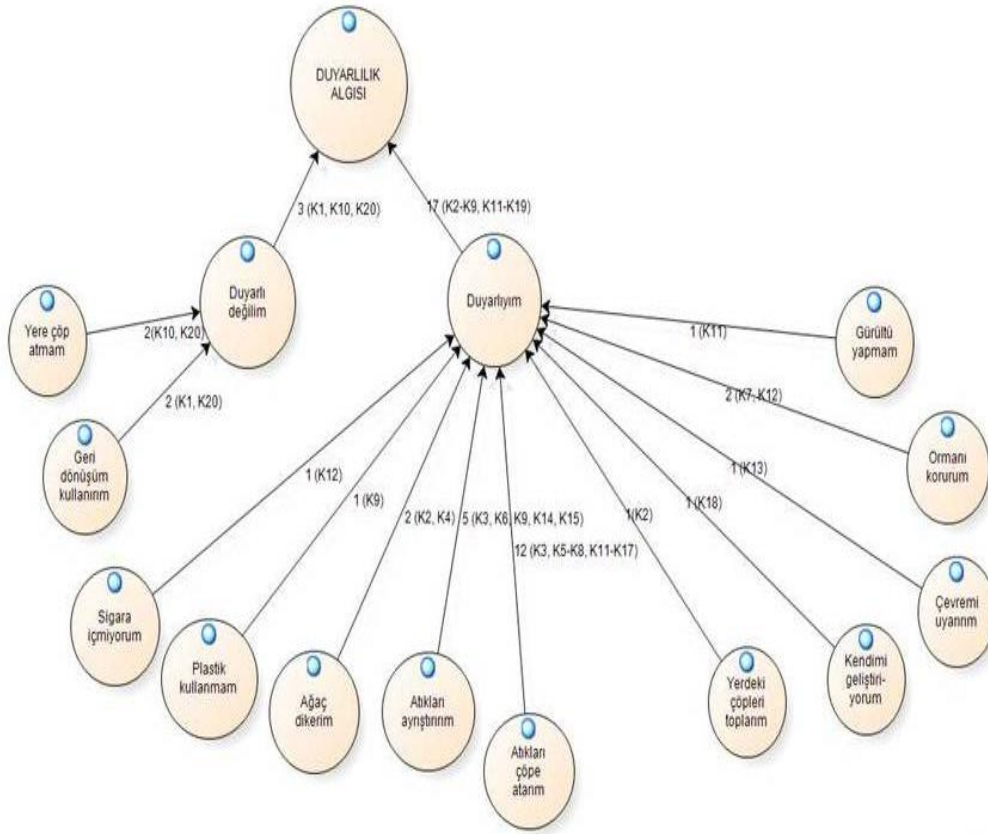 DUYARLILIK
ALGISI
3 (K1, K10, K20)
17 (K2-K9, K11-K19)
Duyarlı
değilim
Duyarlıyım
Yere çöp
atmam
2(K10, K20)
1 (K11)
Gürültü
yapmam
2 (K1, K20)
2 (K7, K12)
Geri
dönüşüm
kullanırım
Ormanı
korurum
1 (K12)
1 (K9)
2 (K2, K4)
5 (K3, K6, K9, K14, K15)
12 (K3, K5-K8, K11-K17)
1(K2)
1 (K18)
1(K13)
Sigara
içmiyorum
Plastik
kullanmam
Ağaç
dikerim
Atıkları
ayrıştırırım
Atıkları
çöpe
atarım
Yerdeki
çöpleri
toplarım
Kendimi
geliştiri-
yorum
Çevremi
uyarırım